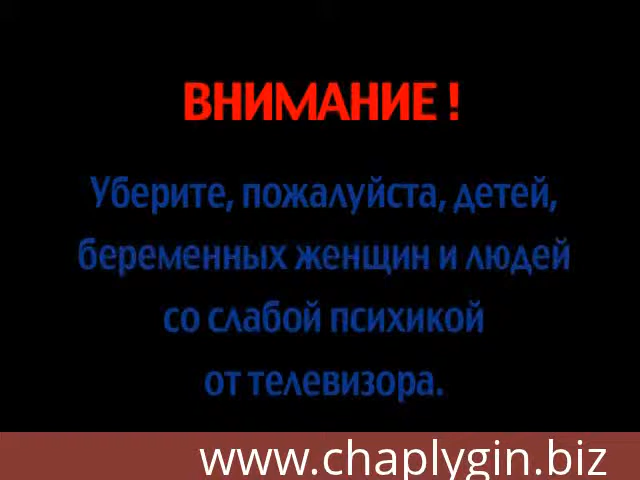 ВНИМАНИЕ !
Уберите, пожалуйста, детей,
беременных женщин и людей
со слабой психикой
от телевизора.
www.chaplygin.biz